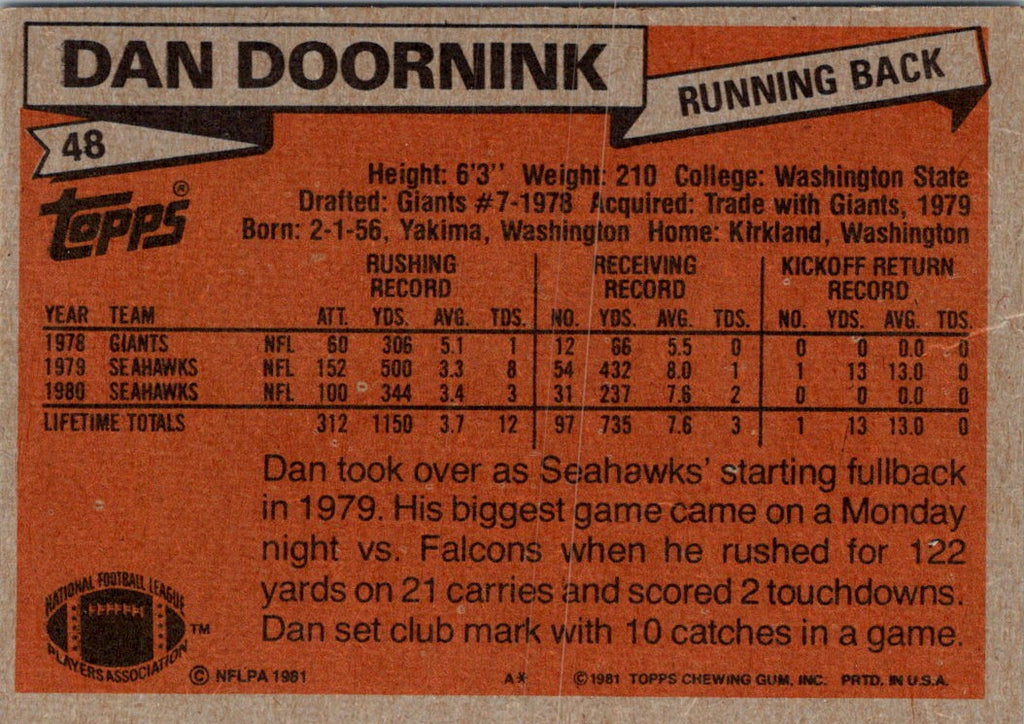 DAN DOORNINK
RUNNING BACK
48
Topps®
Height: 6'3'' Weight: 210 College: Washington State
Drafted: Giants #7-1978 Acquired: Trade with Giants, 1979
Born: 2-1-56, Yakima, Washington Home: Kirkland, Washington
RUSHING RECORD RECEIVING RECORD KICKOFF RETURN RECORD
YEAR TEAM ATT. YDS. AVG. TDS. NO. YDS. AVG. TDS. NO. YDS. AVG. TDS.
1978 GIANTS NFL 60 306 5.1 1 12 66 5.5 0 0 0 0.0 0
1979 SEAHAWKS NFL 152 500 3.3 8 54 432 8.0 1 1 13 13.0 0
1980 SEAHAWKS NFL 100 344 3.4 3 31 237 7.6 2 0 0 0.0 0
LIFETIME TOTALS 312 1150 3.7 12 97 735 7.6 3 1 13 13.0 0
Dan took over as Seahawks' starting fullback
in 1979. His biggest game came on a Monday
night vs. Falcons when he rushed for 122
yards on 21 carries and scored 2 touchdowns.
Dan set club mark with 10 catches in a game.
NATIONAL FOOTBALL LEAGUE
PLAYERS ASSOCIATION
TM
© NFLPA 1981 A* © 1981 TOPPS CHEWING GUM, INC. PRTD. IN U.S.A.